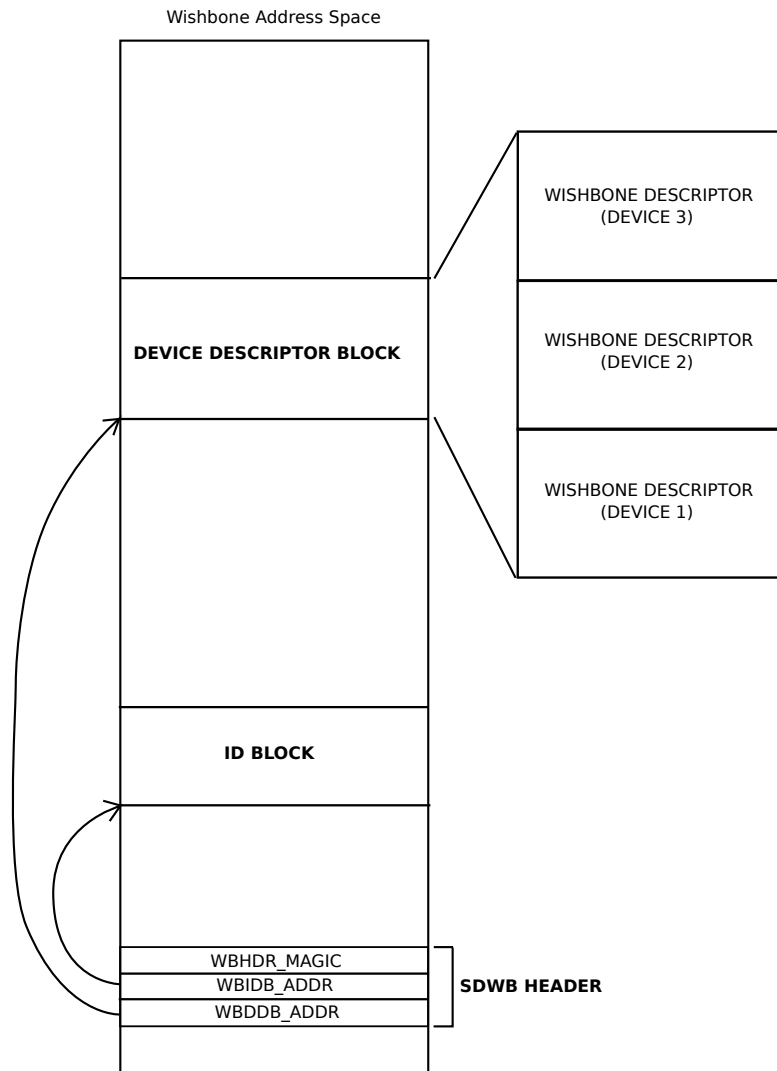 Wishbone Address Space
WISHBONE DESCRIPTOR
(DEVICE 3)
DEVICE DESCRIPTOR BLOCK
WISHBONE DESCRIPTOR
(DEVICE 2)
WISHBONE DESCRIPTOR
(DEVICE 1)
ID BLOCK
WBHDR_MAGIC
WBIDB_ADDR
SDWB HEADER
WBDDB_ADDR